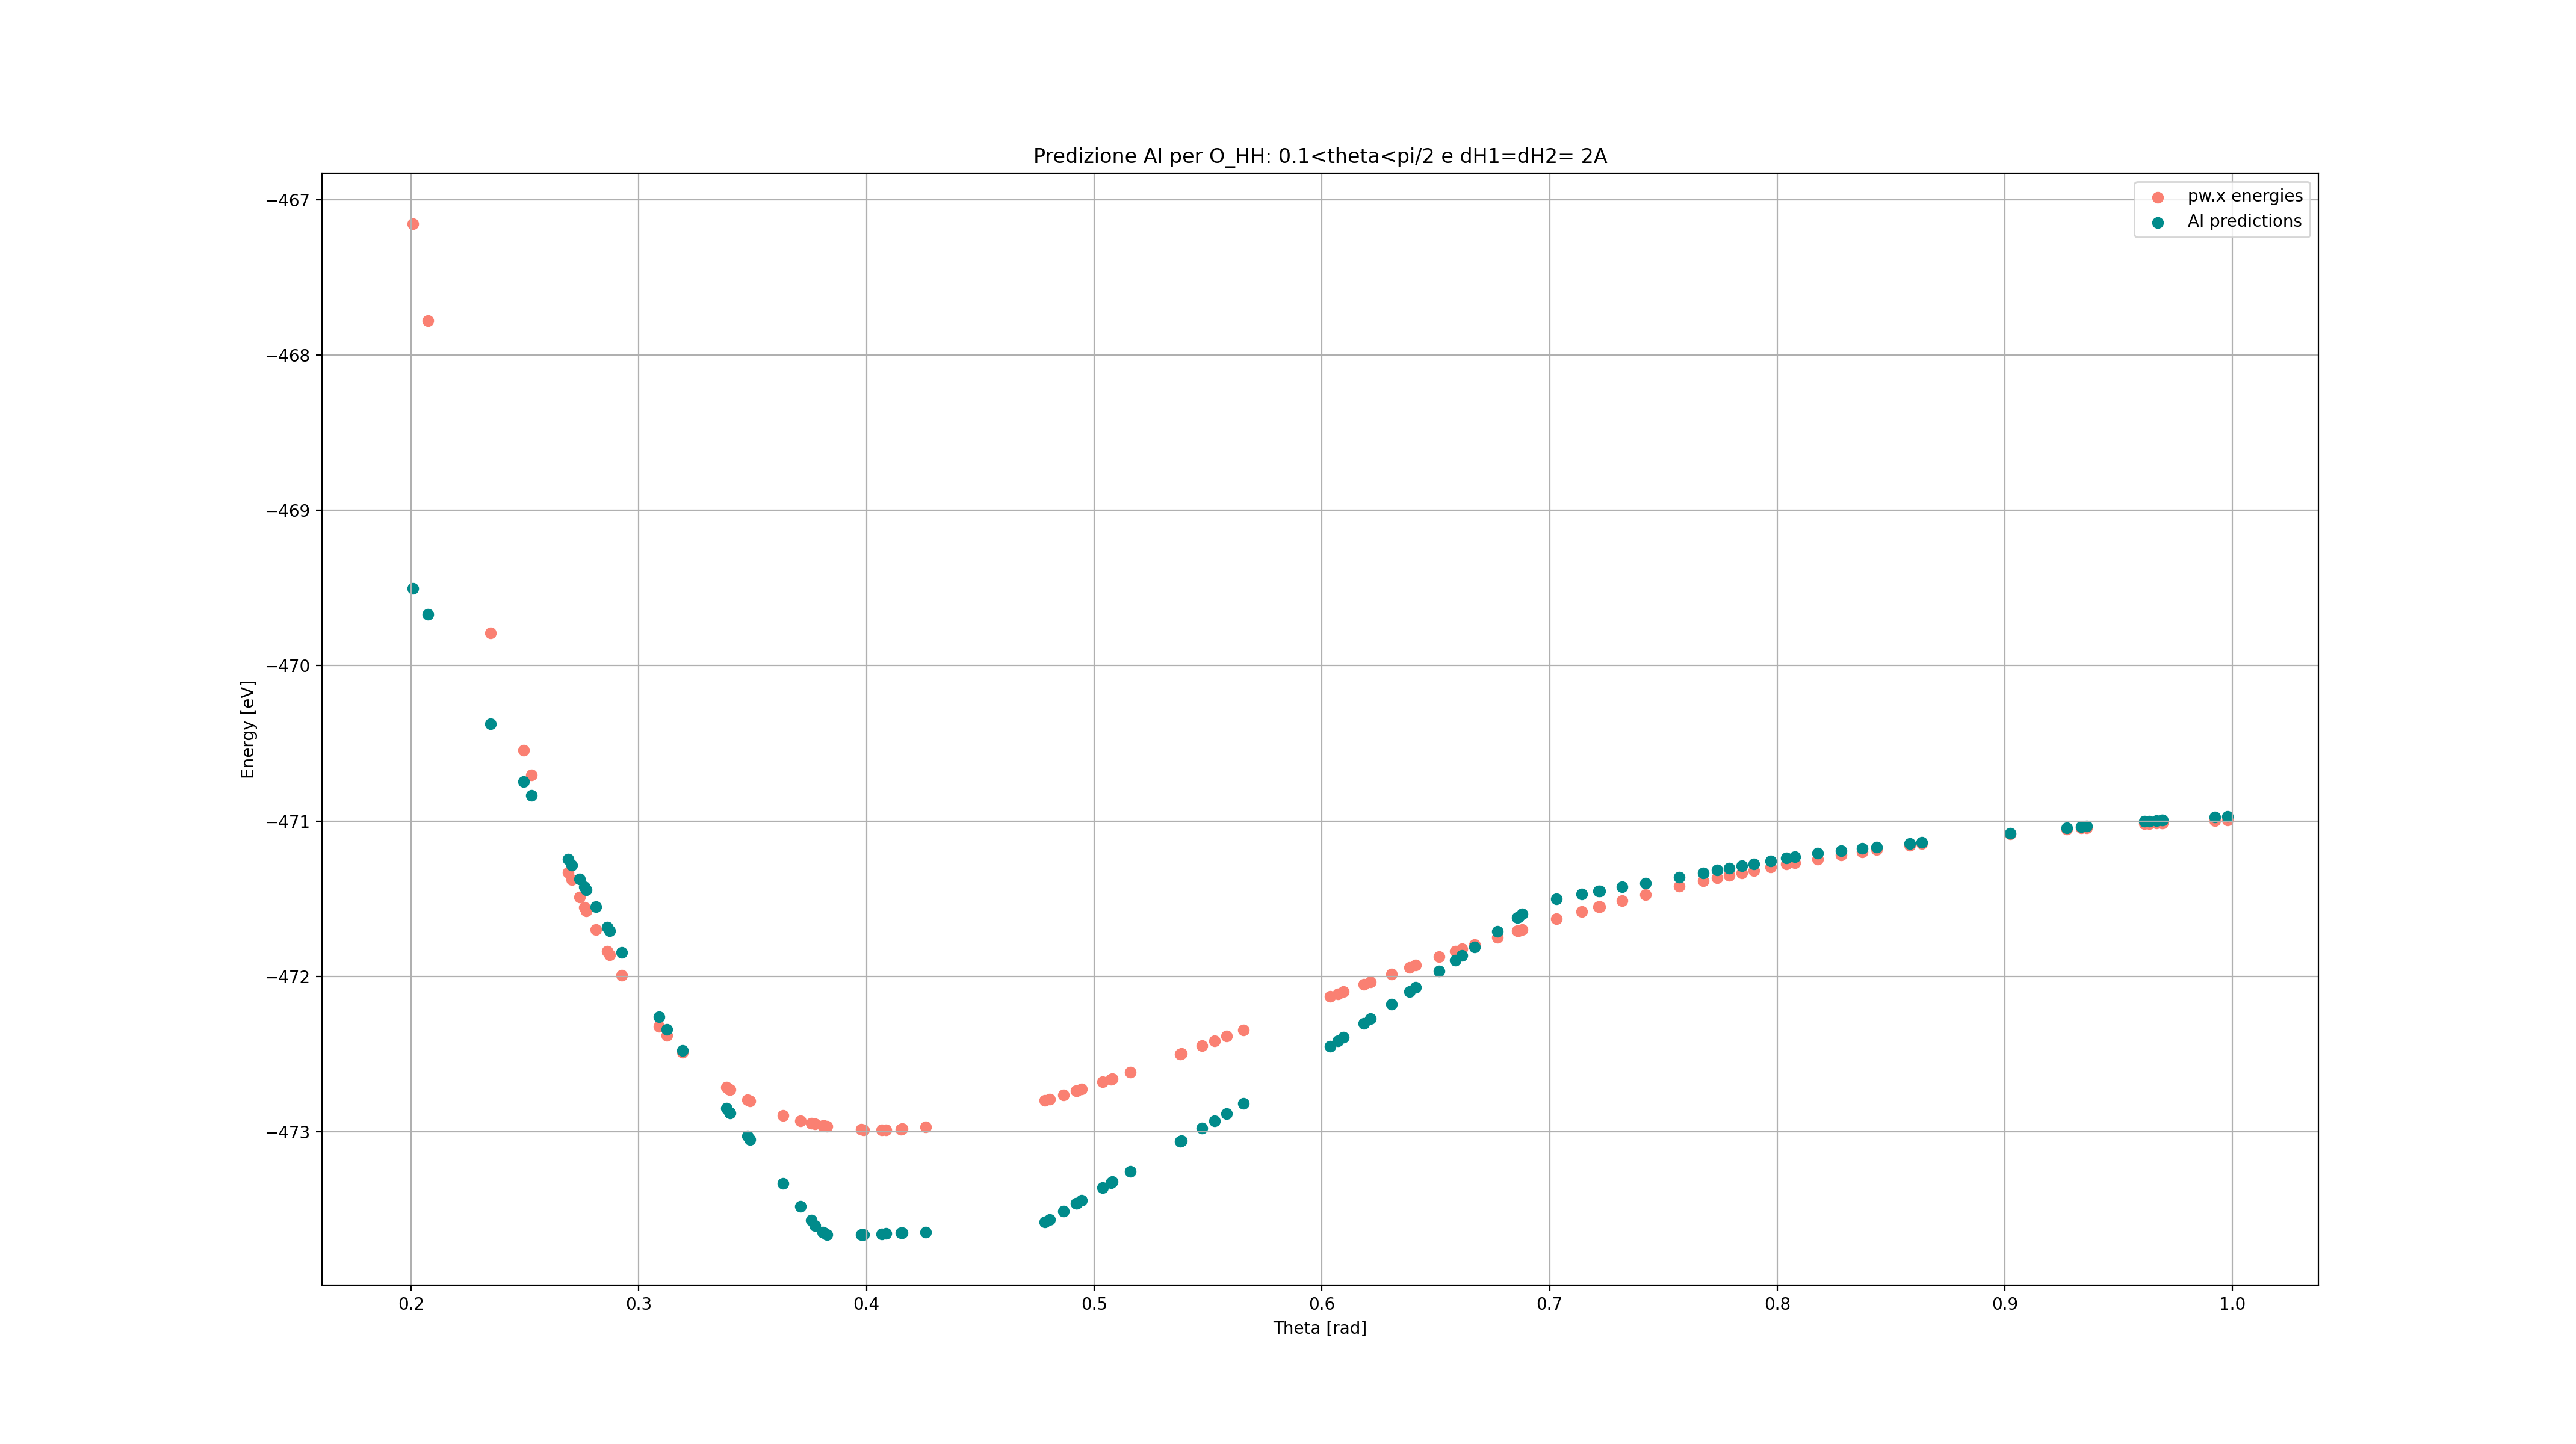 Predizione AI per O_HH: 0.1<theta<pi/2 e dH1=dH2= 2A
pw.x energies
AI predictions
−467
−468
−469
−470
−471
−472
−473
Energy [eV]
0.2 0.3 0.4 0.5 0.6 0.7 0.8 0.9 1.0
Theta [rad]